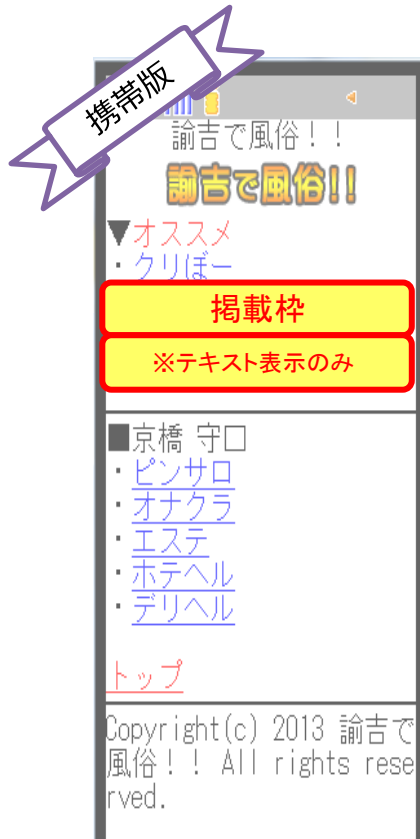 携帯版
諭吉で風俗！！
諭吉で風俗!!
▼オススメ
・クリぼー
掲載枠
※テキスト表示のみ
■京橋 守口
・ピンサロ
・オナクラ
・エステ
・ホテヘル
・デリヘル
トップ
Copyright(c) 2013 諭吉で
風俗！！ All rights rese
rved.